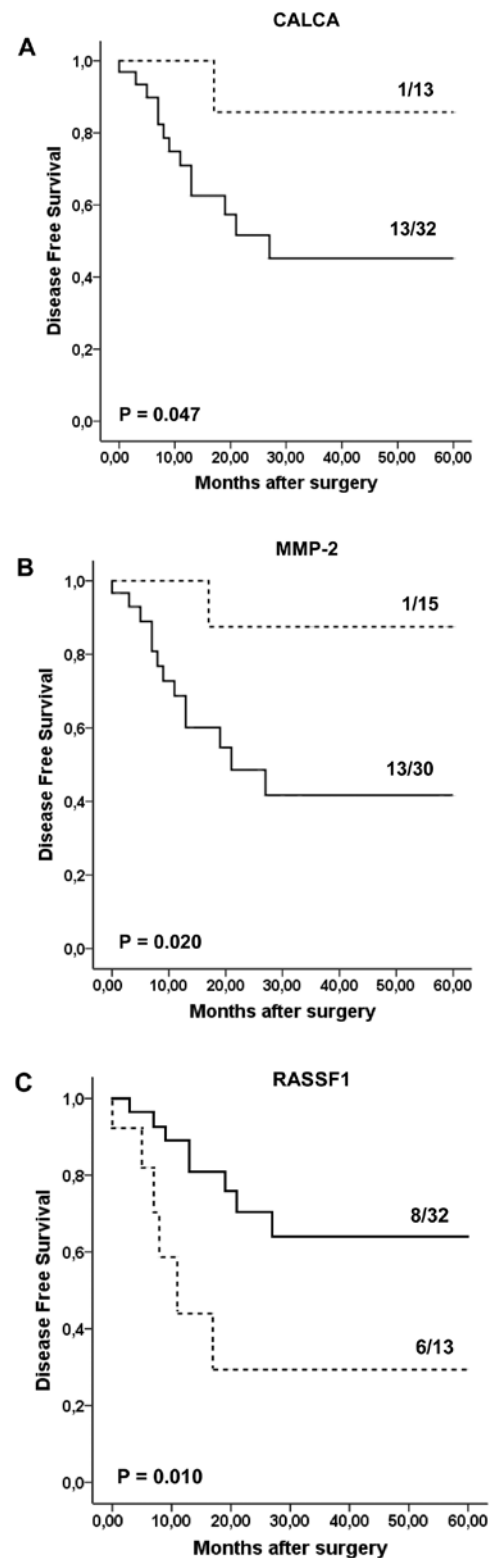 A
CALCA
Disease Free Survival
1,0
0,8
0,6
0,4
0,2
0,0
1/13
13/32
P = 0.047
0,00 10,00 20,00 30,00 40,00 50,00 60,00
Months after surgery
B
MMP-2
Disease Free Survival
1,0
0,8
0,6
0,4
0,2
0,0
1/15
13/30
P = 0.020
0,00 10,00 20,00 30,00 40,00 50,00 60,00
Months after surgery
C
RASSF1
Disease Free Survival
1,0
0,8
0,6
0,4
0,2
0,0
8/32
6/13
P = 0.010
0,00 10,00 20,00 30,00 40,00 50,00 60,00
Months after surgery